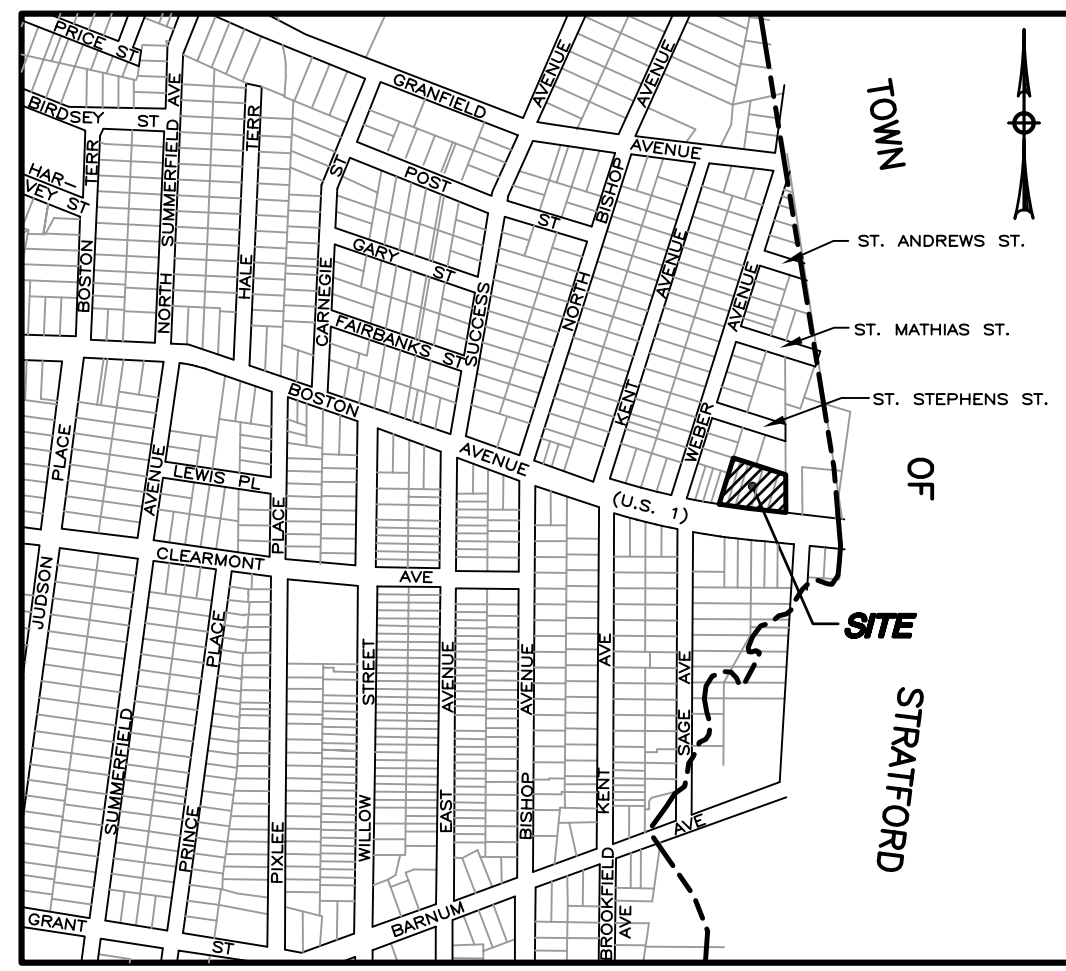 PRICE ST
BIRDSEY ST
HAR-
VEY ST
BOSTON TERR
NORTH SUMMERFIELD AVE
HALE TERR
CARNEGIE ST
GRANFIELD AVENUE
POST ST
GARY ST
FAIRBANKS ST
SUCCESS AVENUE
NORTH BISHOP AVENUE
KENT AVENUE
WEBER AVENUE
TOWN OF STRATFORD
ST. ANDREWS ST.
ST. MATHIAS ST.
ST. STEPHENS ST.
BOSTON AVENUE (U.S. 1)
SITE
JUDSON PLACE
SUMMERFIELD AVENUE
LEWIS PL
CLEARMONT AVE
PRINCE PLACE
PIXLEE PLACE
WILLOW STREET
EAST AVENUE
BISHOP AVENUE
KENT AVE
SAGE AVE
BARNUM AVE
BROOKFIELD AVE
GRANT ST